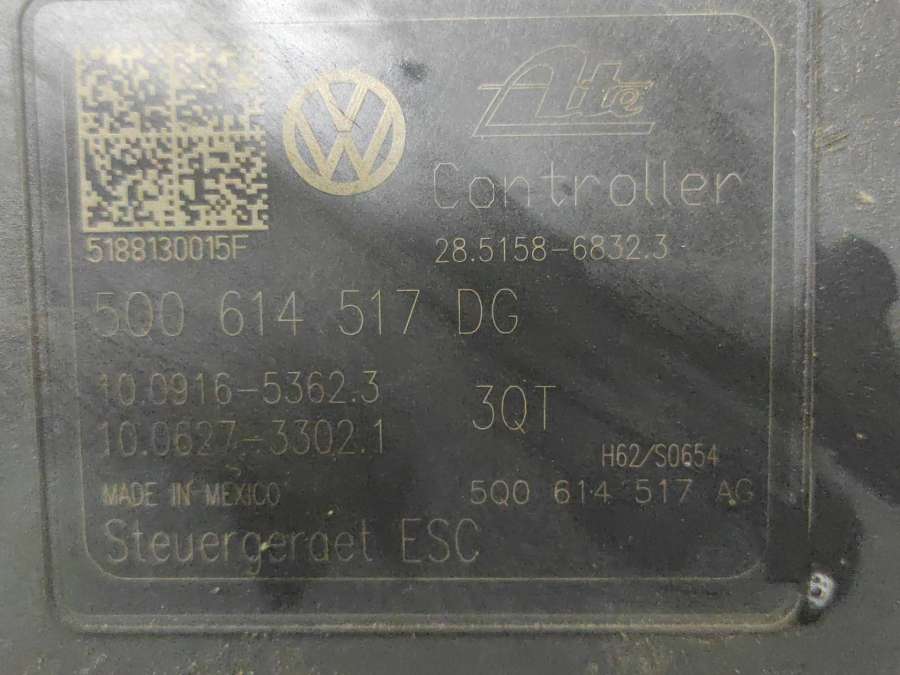 Ate
Controller
5188130015F
28.5158-6832.3
5Q0 614 517 DG
10.0916-5362.3
3QT
10.0627-3302.1
H62/S0654
MADE IN MEXICO
5Q0 614 517 AG
Steuergeraet ESC